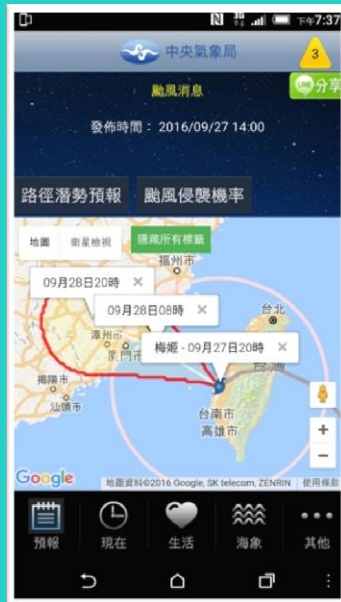 3G
下午7:37
中央氣象局
3
颱風消息
LINE 分享
發佈時間： 2016/09/27 14:00
路徑潛勢預報
颱風侵襲機率
地圖
衛星檢視
隱藏所有標籤
福州市
09月28日20時 ×
09月28日08時 ×
台北
漳州市
廈門市
梅姬 - 09月27日20時 ×
台灣
揭陽市
汕頭市
台南市
高雄市
+
−
Google
地圖資料©2016 Google, SK telecom, ZENRIN
使用條款
預報
現在
生活
海象
其他